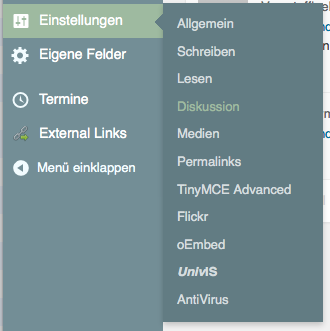 Einstellungen
Eigene Felder
Termine
External Links
Menü einklappen
Allgemein
Schreiben
Lesen
Diskussion
Medien
Permalinks
TinyMCE Advanced
Flickr
oEmbed
UnivIS
AntiVirus